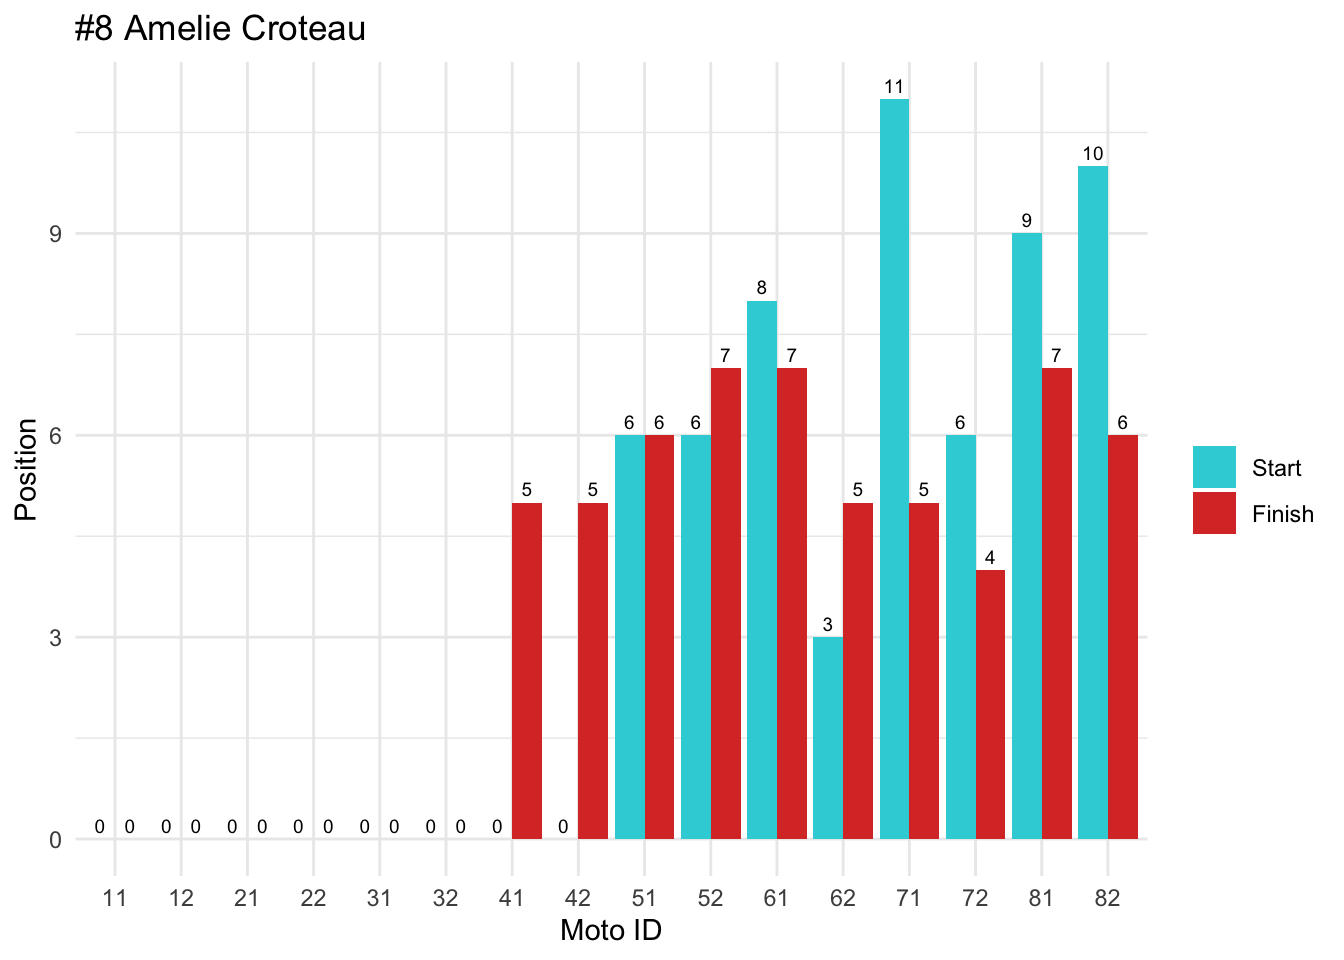 #8 Amelie Croteau
11
10
9
9
8
7 7 7
6 6 6 6 6 6
5 5 5 5
4
3 3
0 0 0 0 0 0 0 0 0 0 0 0 0 0
0
11 12 21 22 31 32 41 42 51 52 61 62 71 72 81 82
Moto ID
Position
Start
Finish